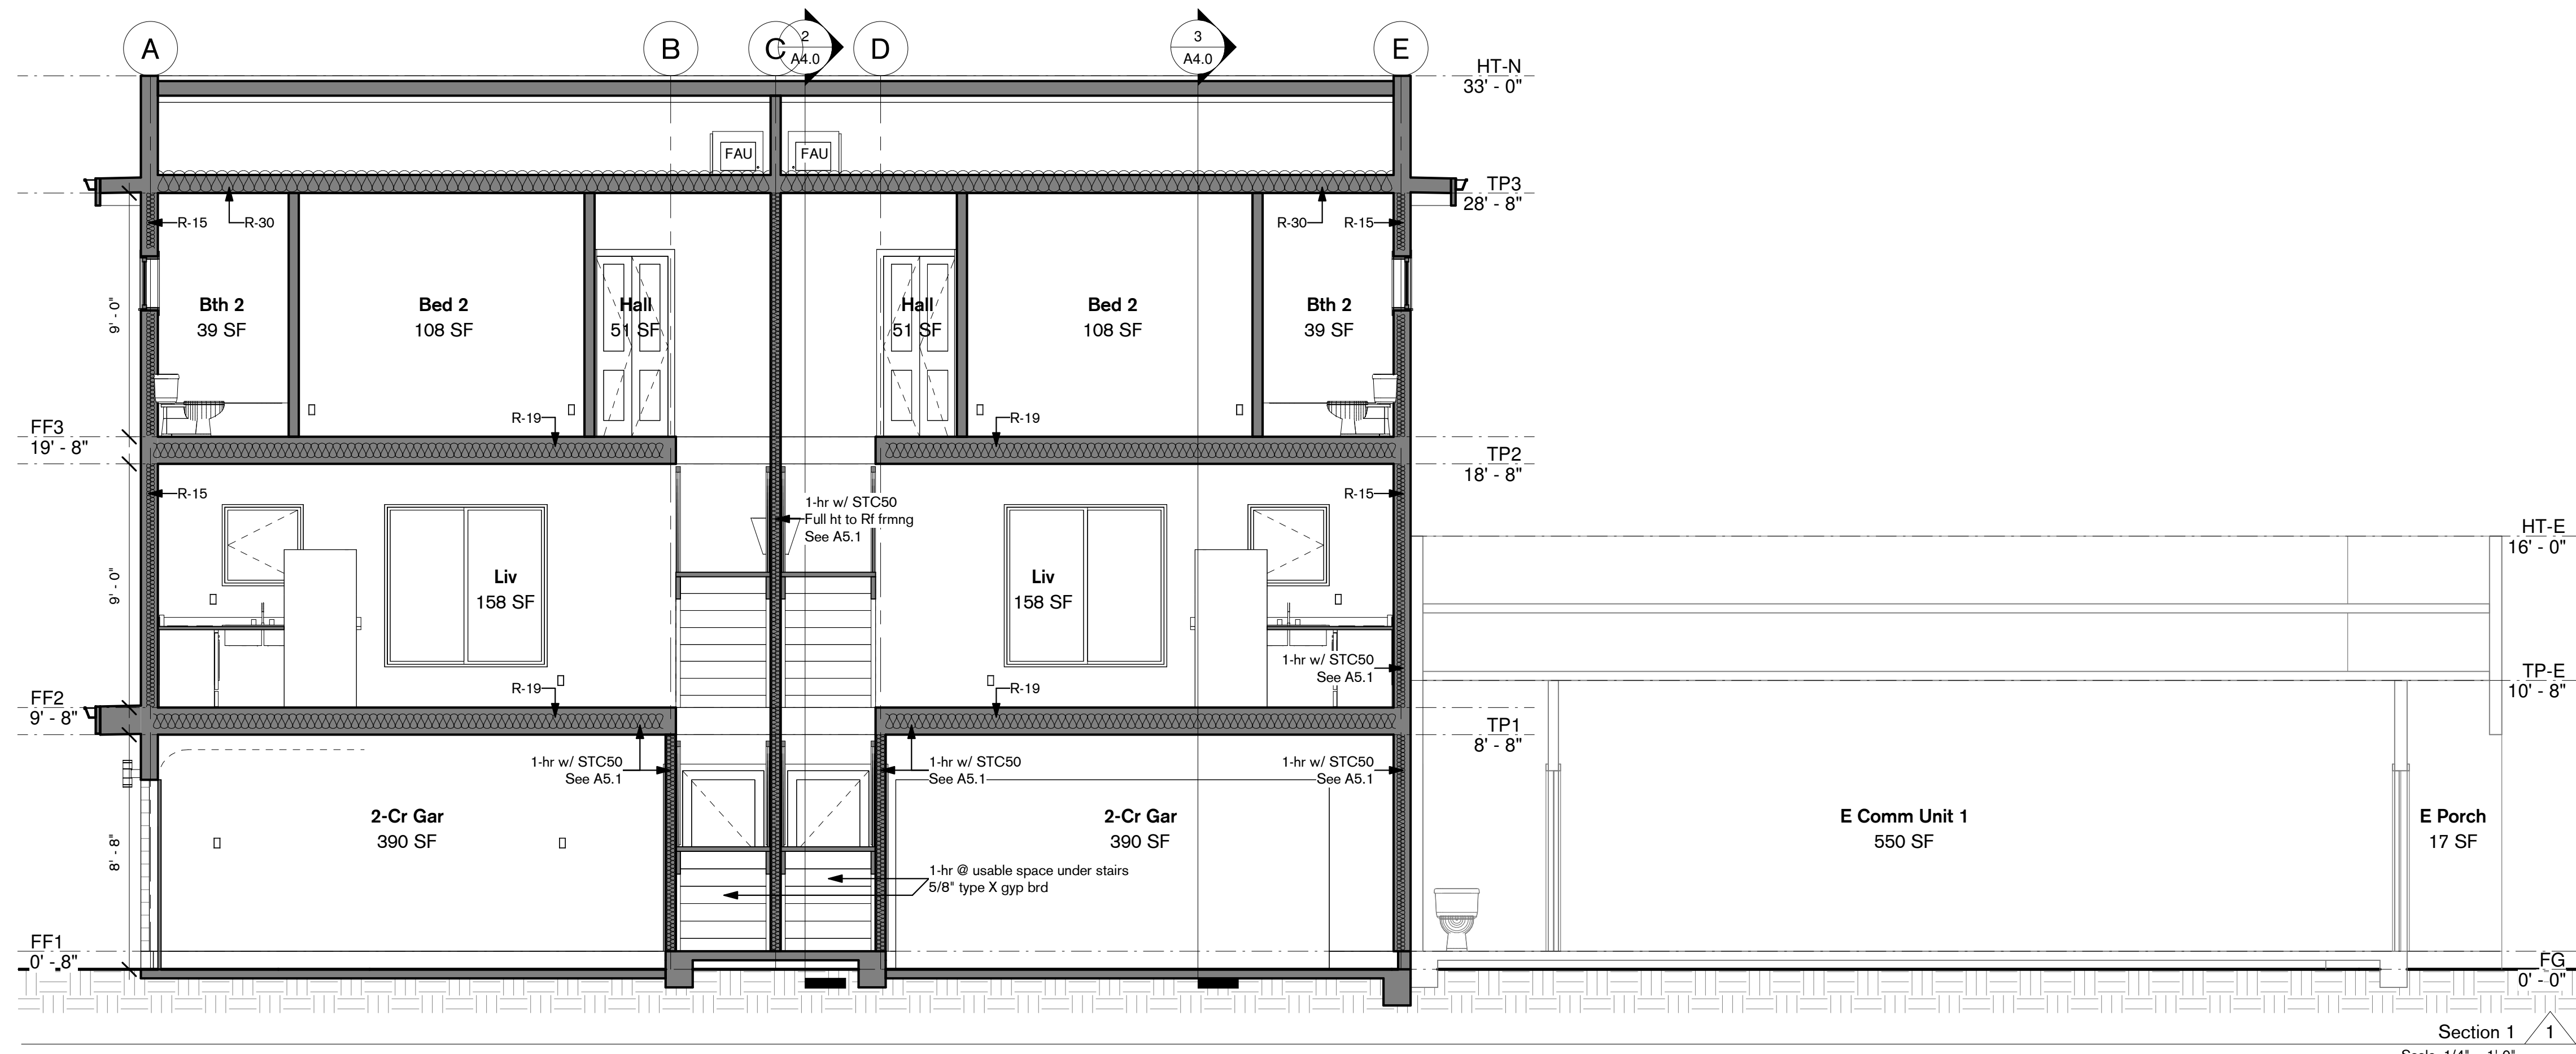 A
B
C
2
A4.0
D
3
A4.0
E
HT-N
33' - 0"
FAU
FAU
TP3
28' - 8"
R-15
R-30
R-30
R-15
9' - 0"
Bth 2
39 SF
Bed 2
108 SF
Hall
51 SF
Hall
51 SF
Bed 2
108 SF
Bth 2
39 SF
R-19
R-19
FF3
19' - 8"
TP2
18' - 8"
R-15
R-15
1-hr w/ STC50
Full ht to Rf frmng
See A5.1
HT-E
16' - 0"
9' - 0"
Liv
158 SF
Liv
158 SF
1-hr w/ STC50
See A5.1
TP-E
10' - 8"
R-19
R-19
FF2
9' - 8"
TP1
8' - 8"
1-hr w/ STC50
See A5.1
1-hr w/ STC50
See A5.1
1-hr w/ STC50
See A5.1
8' - 8"
2-Cr Gar
390 SF
2-Cr Gar
390 SF
E Comm Unit 1
550 SF
E Porch
17 SF
1-hr @ usable space under stairs
5/8" type X gyp brd
FF1
0' - 8"
FG
0' - 0"
Section 1
1